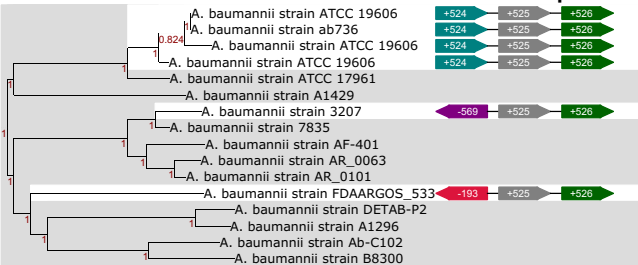 A. baumannii strain ATCC 19606 +524 +525 +526
A. baumannii strain ab736 +524 +525 +526
0.824
A. baumannii strain ATCC 19606 +524 +525 +526
1
A. baumannii strain ATCC 19606 +524 +525 +526
1
A. baumannii strain ATCC 17961
1
A. baumannii strain A1429
A. baumannii strain 3207 -569 +525 +526
1
A. baumannii strain 7835
1
1
A. baumannii strain AF-401
1
A. baumannii strain AR_0063
1
1
A. baumannii strain AR_0101
A. baumannii strain FDAARGOS_533 -193 +525 +526
A. baumannii strain DETAB-P2
1
1
A. baumannii strain A1296
1
A. baumannii strain Ab-C102
1
A. baumannii strain B8300